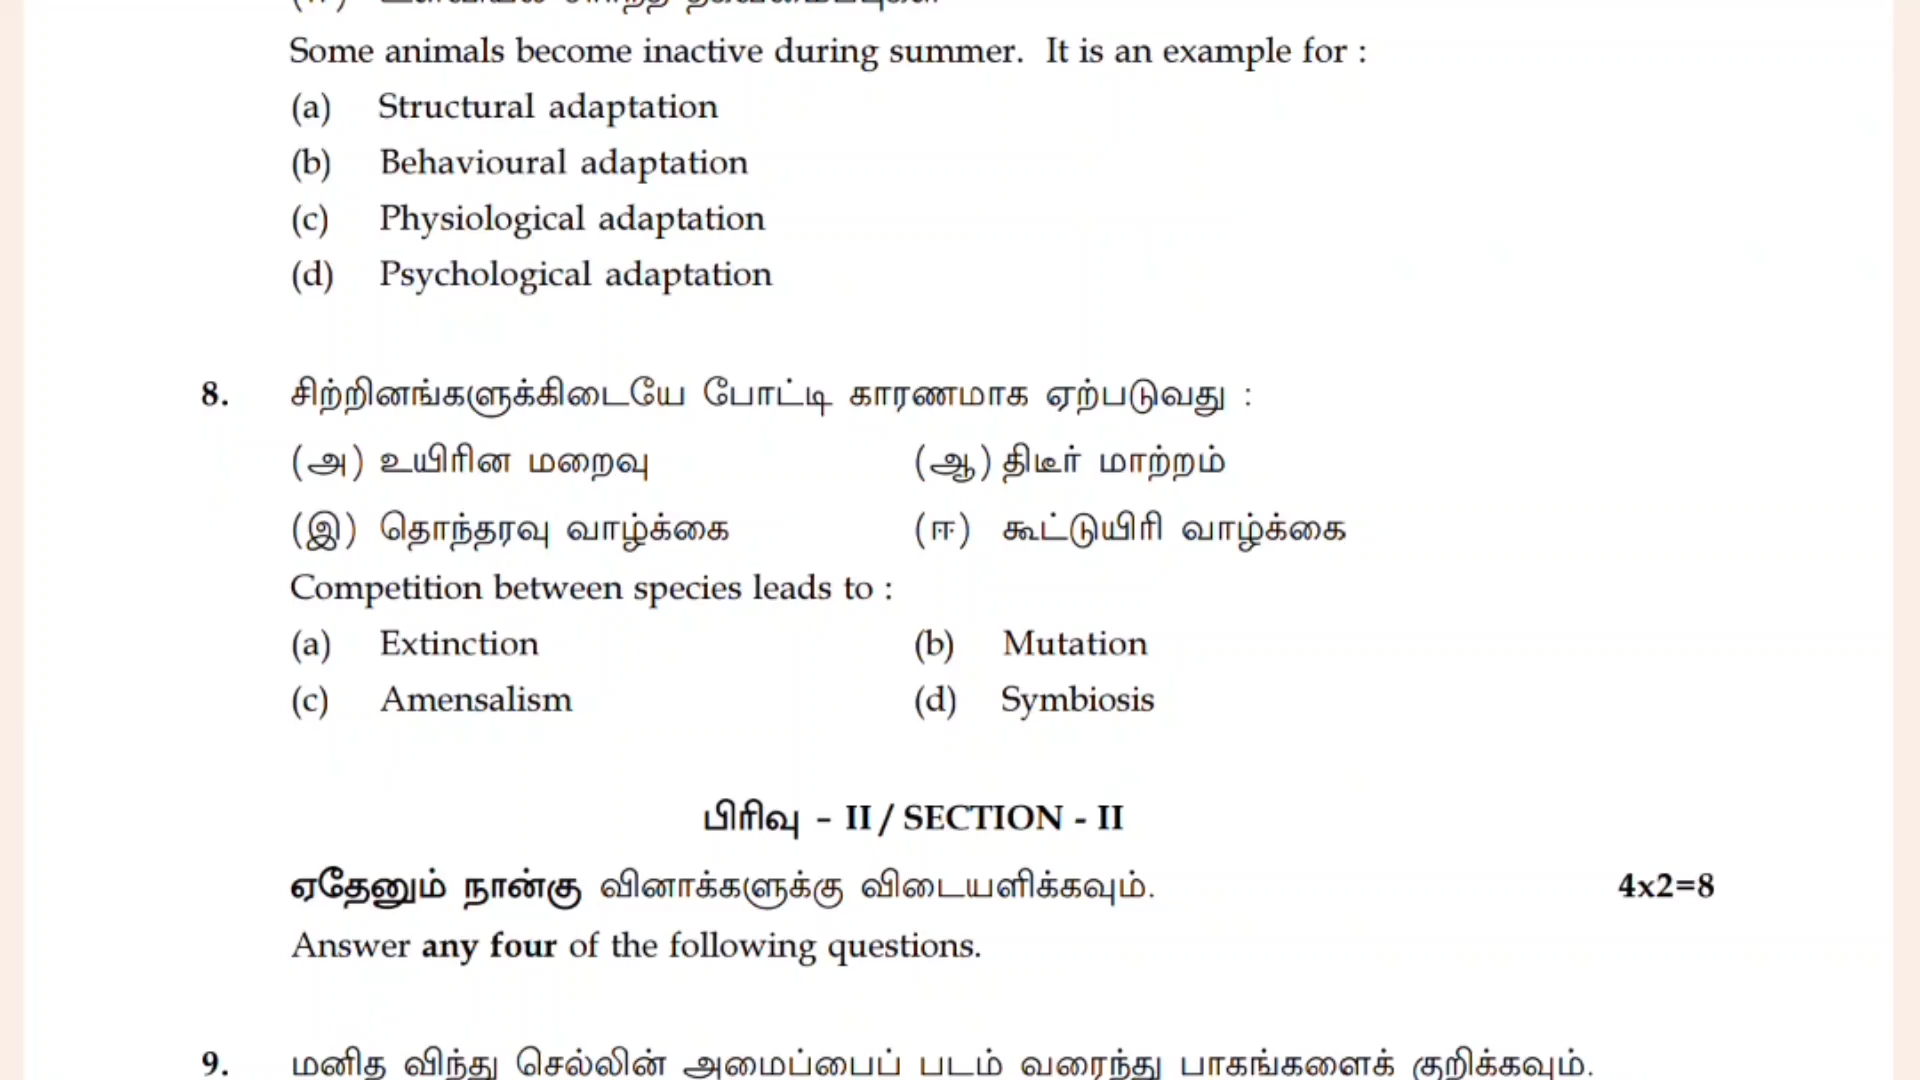 Some animals become inactive during summer. It is an example for :
(a) Structural adaptation
(b) Behavioural adaptation
(c) Physiological adaptation
(d) Psychological adaptation
8. சிற்றினங்களுக்கிடையே போட்டி காரணமாக ஏற்படுவது :
(அ) உயிரின மறைவு (ஆ) திடீர் மாற்றம்
(இ) தொந்தரவு வாழ்க்கை (ஈ) கூட்டுயிரி வாழ்க்கை
Competition between species leads to :
(a) Extinction (b) Mutation
(c) Amensalism (d) Symbiosis
பிரிவு - II / SECTION - II
ஏதேனும் நான்கு வினாக்களுக்கு விடையளிக்கவும். 4x2=8
Answer any four of the following questions.
9. மனித விந்து செல்லின் அமைப்பைப் படம் வரைந்து பாகங்களைக் குறிக்கவும்.